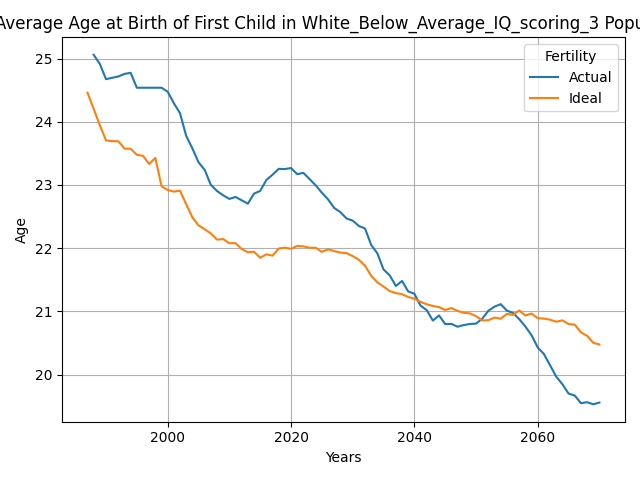 Average Age at Birth of First Child in White_Below_Average_IQ_scoring_3
Fertility
Actual
Ideal
25
24
23
22
21
20
Age
2000
2020
2040
2060
Years